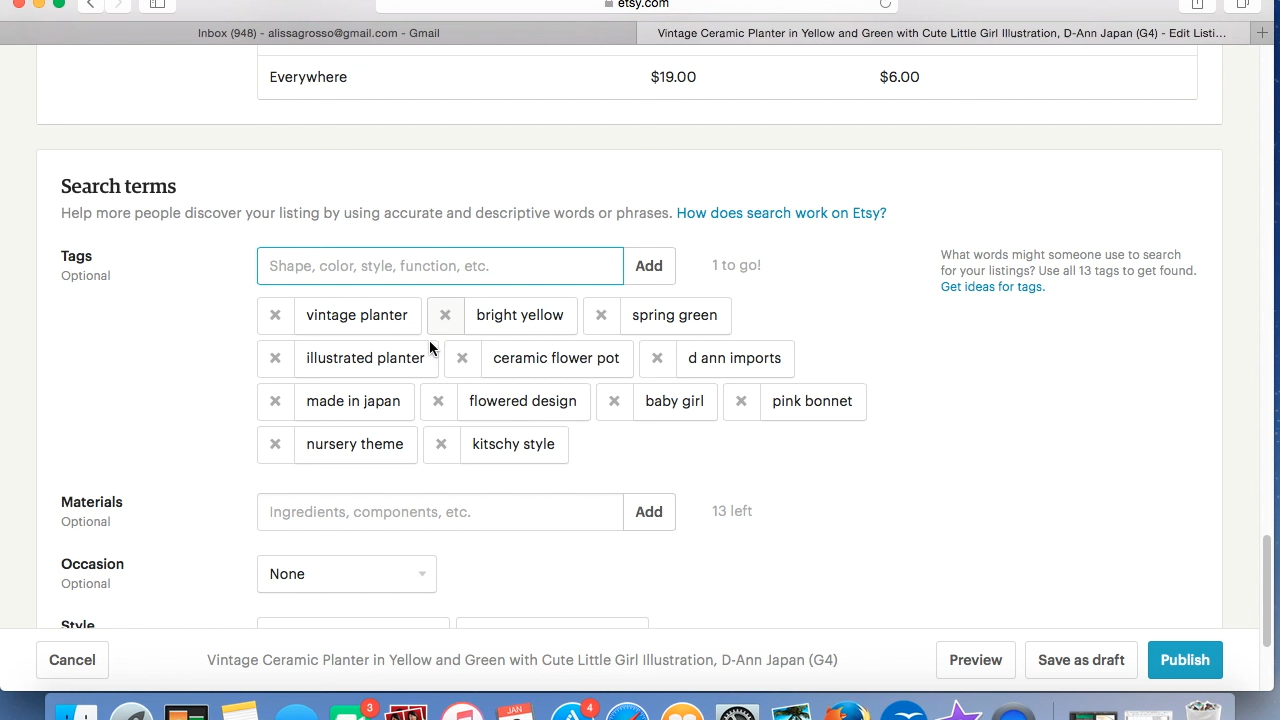 etsy.com
Inbox (948) - alissagrosso@gmail.com - Gmail
Vintage Ceramic Planter in Yellow and Green with Cute Little Girl Illustration, D-Ann Japan (G4) - Edit Listi...
Everywhere $19.00 $6.00
Search terms
Help more people discover your listing by using accurate and descriptive words or phrases. How does search work on Etsy?
Tags
Optional
Shape, color, style, function, etc. Add 1 to go!
What words might someone use to search
for your listings? Use all 13 tags to get found.
Get ideas for tags.
vintage planter bright yellow spring green
illustrated planter ceramic flower pot d ann imports
made in japan flowered design baby girl pink bonnet
nursery theme kitschy style
Materials
Optional
Ingredients, components, etc. Add 13 left
Occasion
Optional
None
Style
Cancel Vintage Ceramic Planter in Yellow and Green with Cute Little Girl Illustration, D-Ann Japan (G4) Preview Save as draft Publish
3 JAN 4